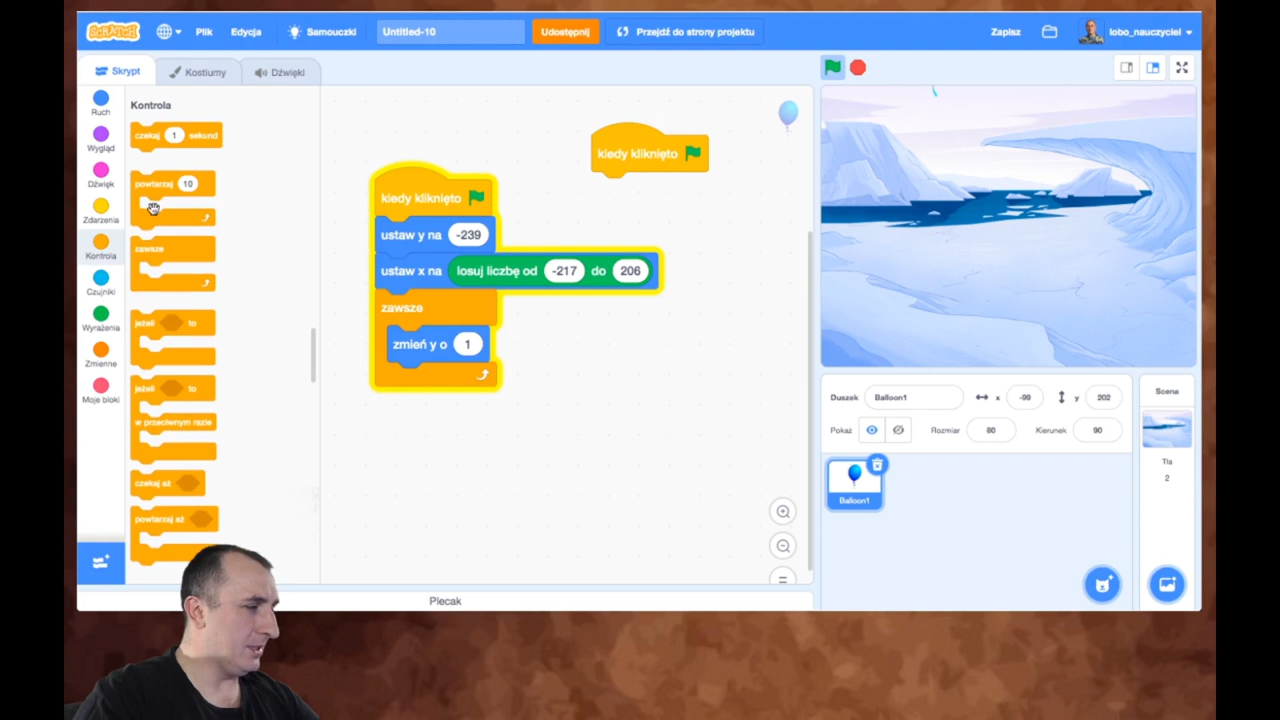 SCRATCH Plik Edycja Samouczki Untitled-10 Udostępnij Przejdź do strony projektu Zapisz lobo_nauczyciel
Skrypt Kostiumy Dźwięki
Ruch
Wygląd
Dźwięk
Zdarzenia
Kontrola
Czujniki
Wyrażenia
Zmienne
Moje bloki
Kontrola
czekaj 1 sekund
powtarzaj 10
zawsze
jeżeli to
jeżeli to
w przeciwnym razie
czekaj aż
powtarzaj aż
kiedy kliknięto
kiedy kliknięto
ustaw y na -239
ustaw x na losuj liczbę od -217 do 206
zawsze
zmień y o 1
Plecak
Duszek Balloon1 x -99 y 202
Pokaż Rozmiar 80 Kierunek 90
Balloon1
Scena
Tła
2